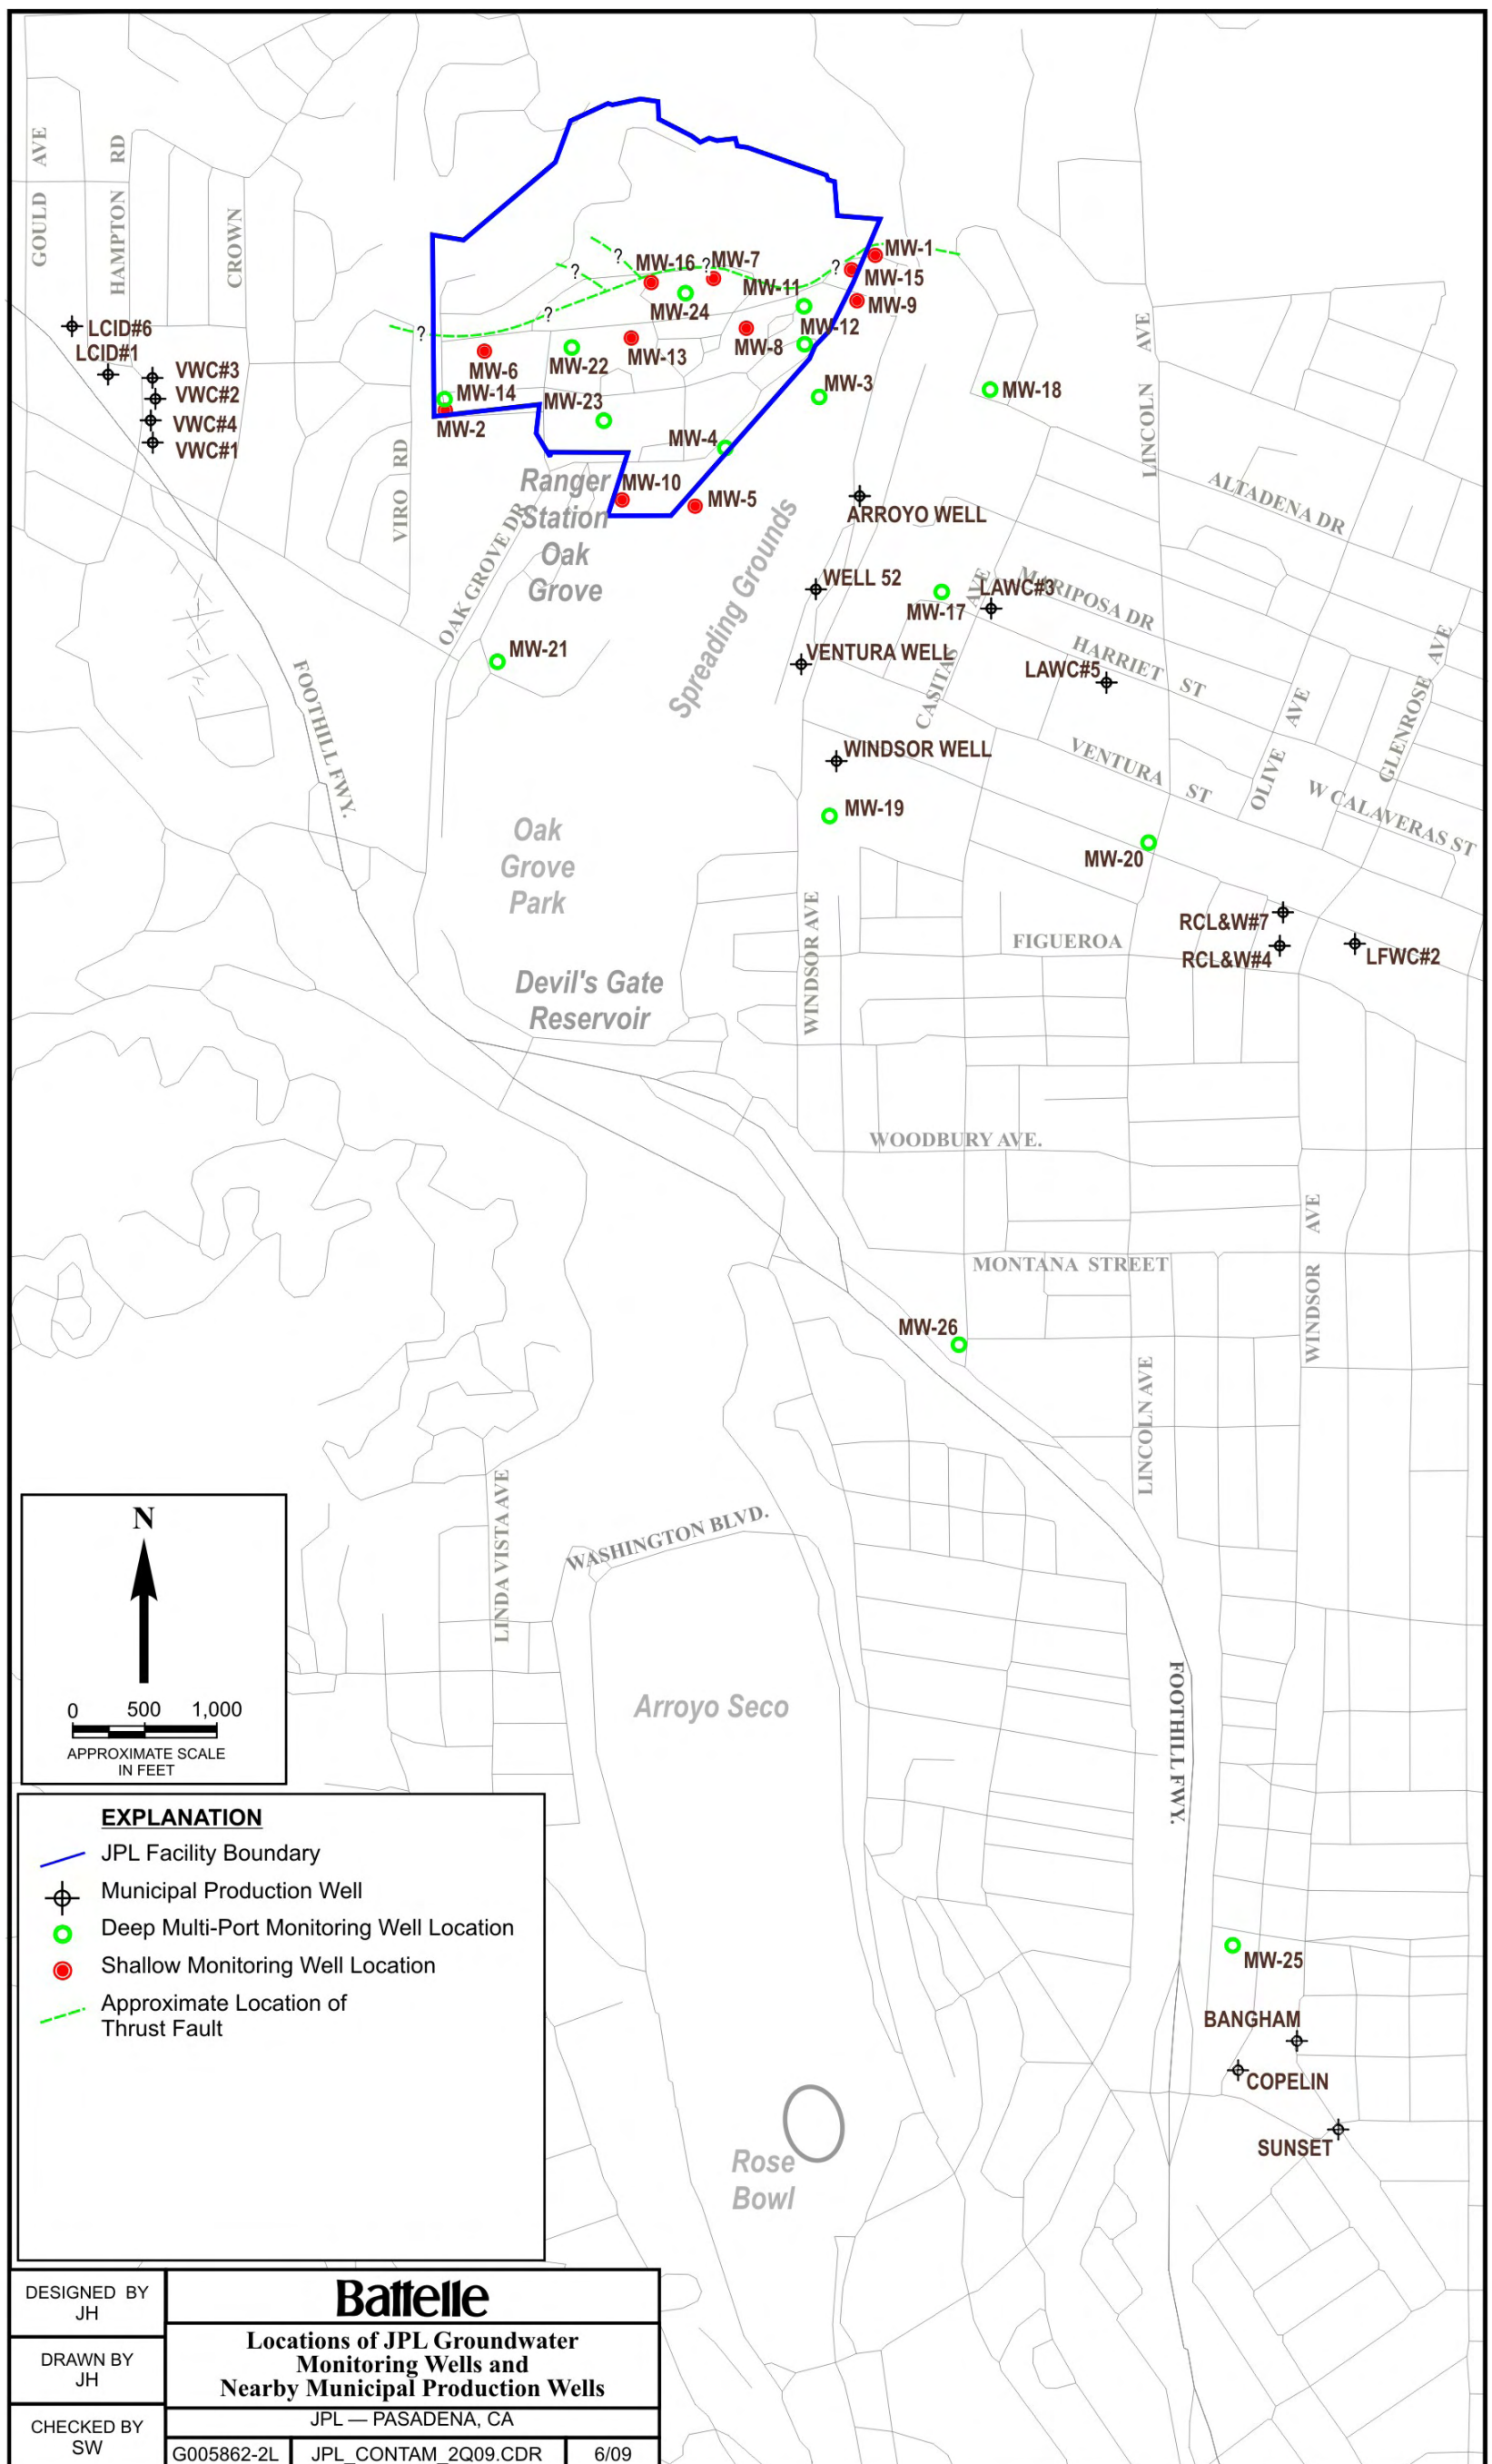 GOULD AVE
HAMPTON RD
CROWN
MW-1
MW-16
?
?
MW-7
?
MW-15
?
MW-11
MW-9
MW-24
?
MW-12
LCID#6
?
MW-8
LCID#1
MW-13
MW-22
VWC#3
MW-6
MW-3
MW-18
VWC#2
MW-14
MW-23
VWC#4
MW-2
MW-4
VWC#1
LINCOLN AVE
VIRO RD
Ranger
Station
Oak
Grove
MW-10
MW-5
ALTADENA DR
ARROYO WELL
OAK GROVE DR
Spreading Grounds
WELL 52
LAWC#3
MARIPOSA DR
MW-17
CASITAS AVE
MW-21
VENTURA WELL
HARRIET ST
LAWC#5
GLENROSE AVE
FOOTHILL FWY.
WINDSOR WELL
VENTURA ST
OLIVE AVE
W CALAVERAS ST
MW-19
Oak
Grove
Park
MW-20
WINDSOR AVE
RCL&W#7
FIGUEROA
RCL&W#4
LFWC#2
Devil's Gate
Reservoir
WOODBURY AVE.
WINDSOR AVE
MONTANA STREET
MW-26
LINCOLN AVE
LINDA VISTA AVE
WASHINGTON BLVD.
N
0 500 1,000
APPROXIMATE SCALE
IN FEET
Arroyo Seco
FOOTHILL FWY.
EXPLANATION
JPL Facility Boundary
Municipal Production Well
Deep Multi-Port Monitoring Well Location
Shallow Monitoring Well Location
Approximate Location of
Thrust Fault
MW-25
BANGHAM
COPELIN
SUNSET
Rose
Bowl
DESIGNED BY
JH
DRAWN BY
JH
CHECKED BY
SW
Battelle
Locations of JPL Groundwater
Monitoring Wells and
Nearby Municipal Production Wells
JPL — PASADENA, CA
G005862-2L JPL_CONTAM_2Q09.CDR 6/09